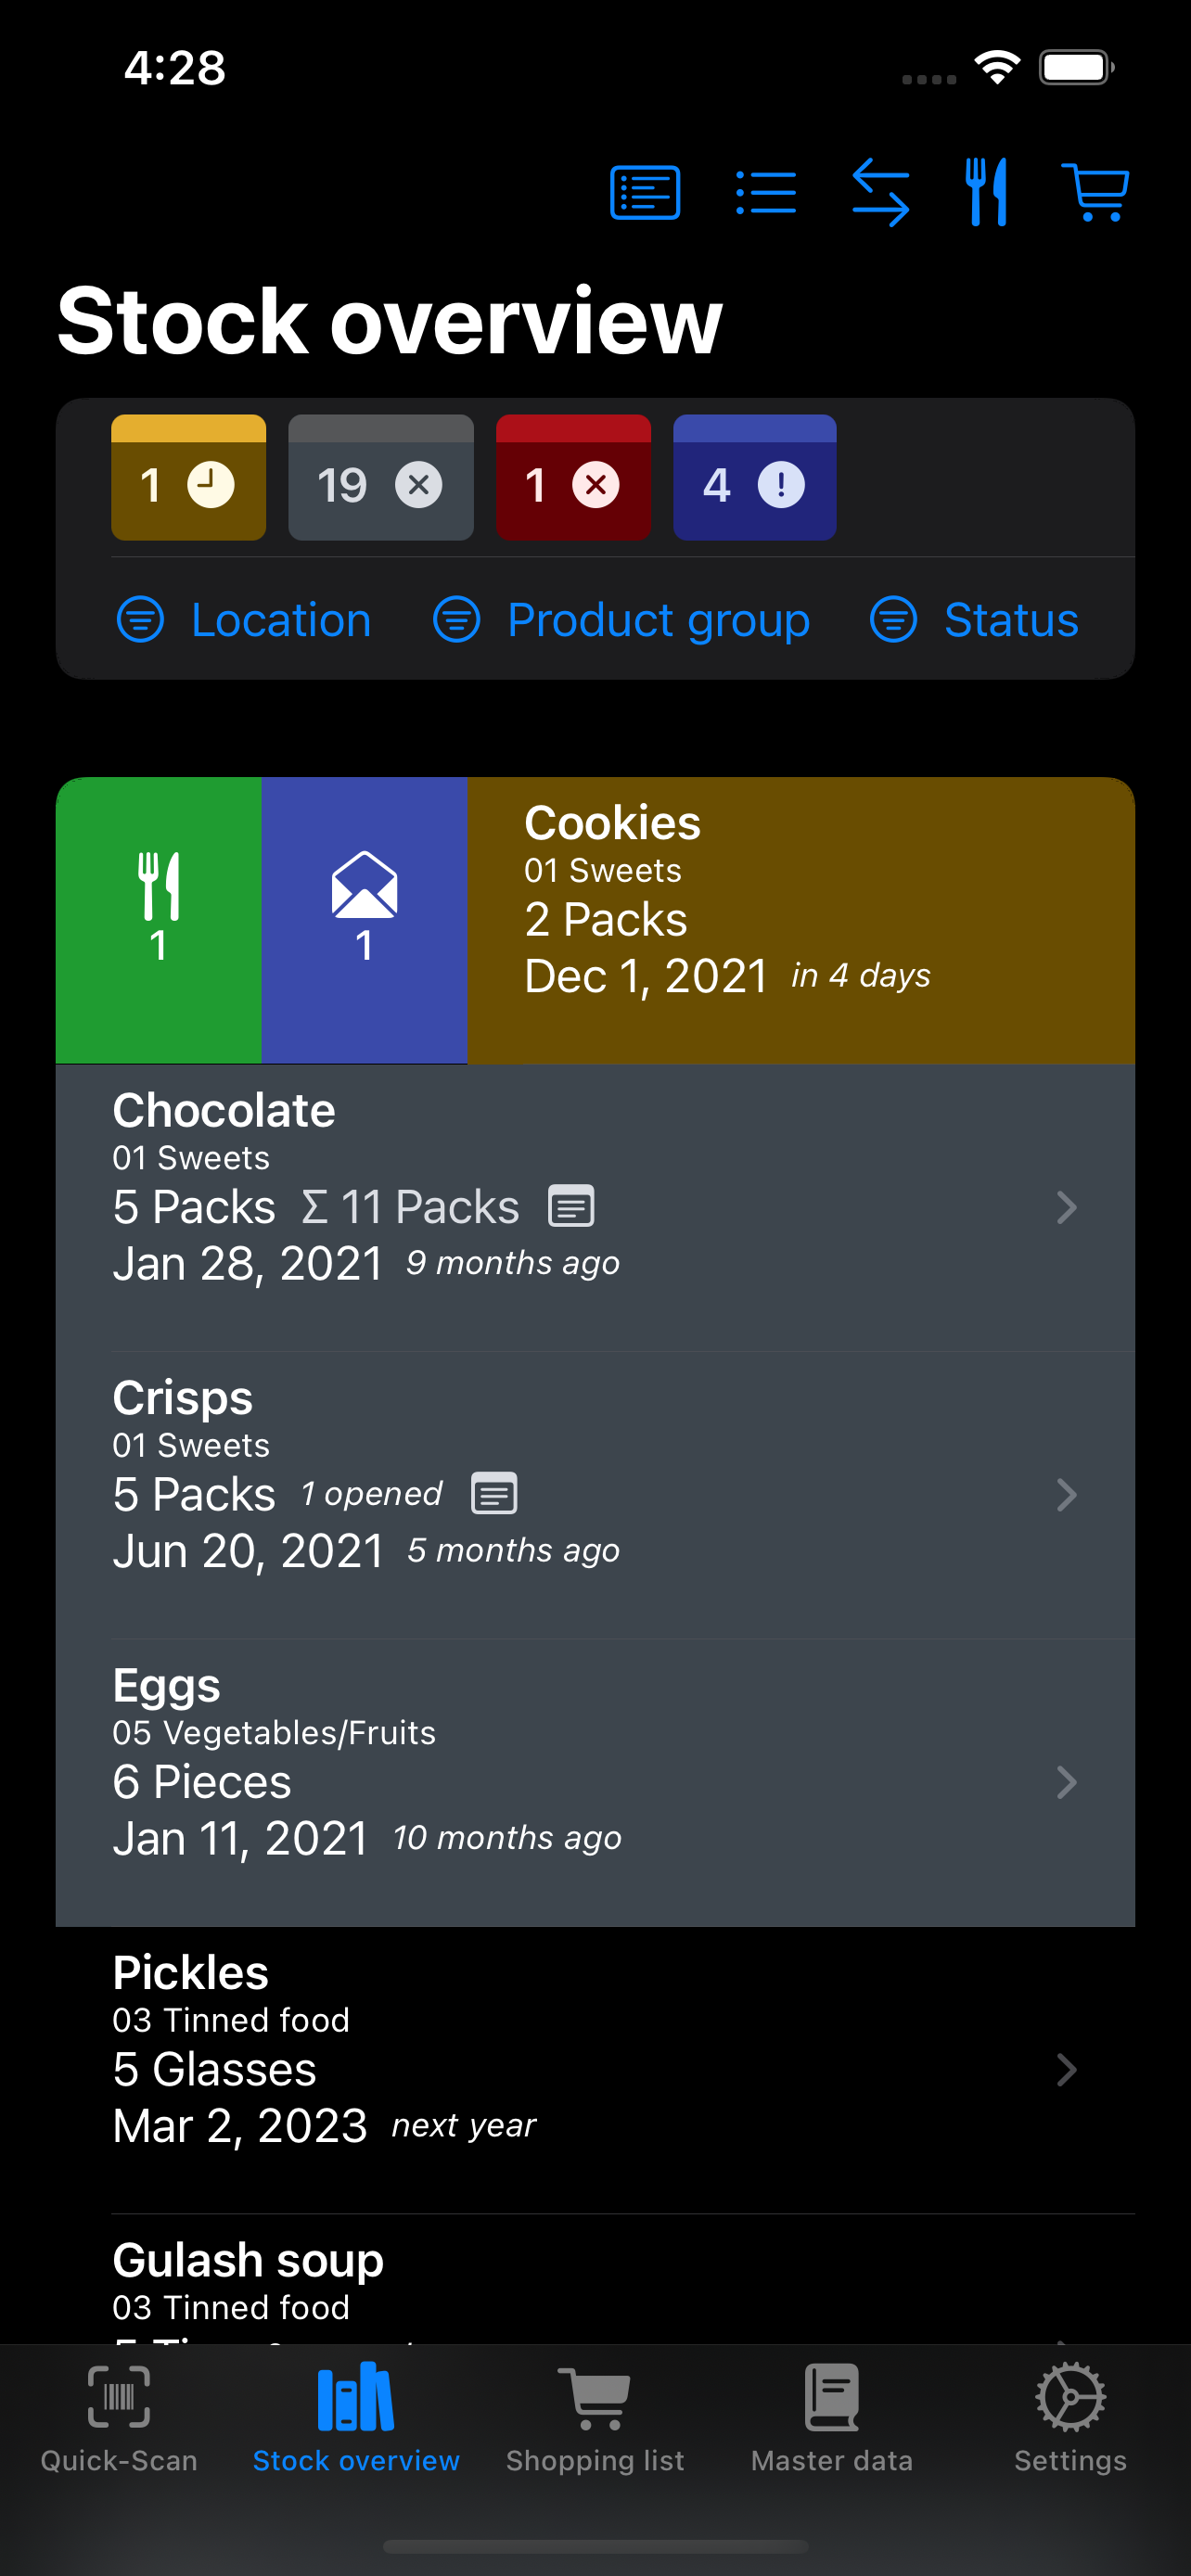 4:28
Stock overview
1 19 1 4
Location Product group Status
Cookies
01 Sweets
2 Packs
Dec 1, 2021 in 4 days
1 1
Chocolate
01 Sweets
5 Packs Σ 11 Packs
Jan 28, 2021 9 months ago
Crisps
01 Sweets
5 Packs 1 opened
Jun 20, 2021 5 months ago
Eggs
05 Vegetables/Fruits
6 Pieces
Jan 11, 2021 10 months ago
Pickles
03 Tinned food
5 Glasses
Mar 2, 2023 next year
Gulash soup
03 Tinned food
Quick-Scan Stock overview Shopping list Master data Settings